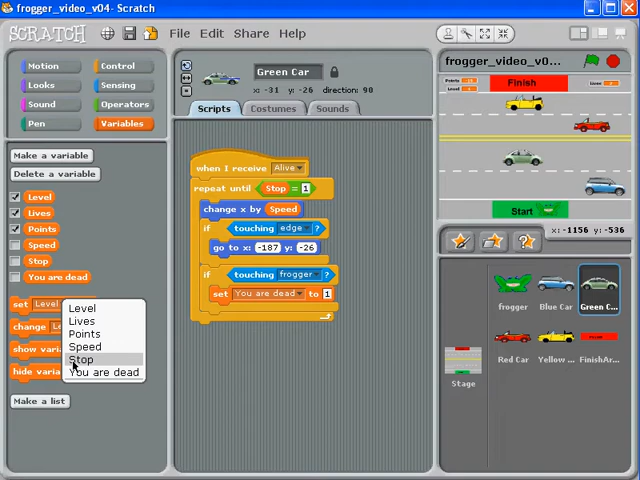 frogger_video_v04- Scratch
SCRATCH File Edit Share Help
Motion Control
Looks Sensing
Sound Operators
Pen Variables
Make a variable
Delete a variable
Level
Lives
Points
Speed
Stop
You are dead
set Level
change
show varia
hide varia
Make a list
Level
Lives
Points
Speed
Stop
You are dead
Green Car
x: -31 y: -26 direction: 90
Scripts Costumes Sounds
when I receive Alive
repeat until Stop = 1
change x by Speed
if touching edge ?
go to x: -187 y: -26
if touching frogger ?
set You are dead to 1
frogger_video_v0...
Finish
Start
x: -1156 y: -536
frogger Blue Car Green C...
Red Car Yellow ... FinishAr...
Stage